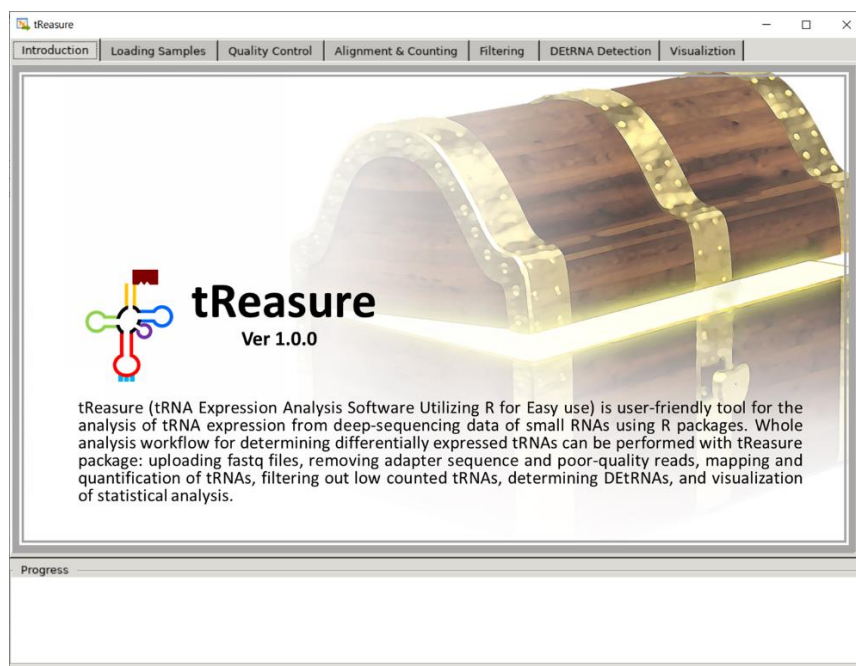 tReasure
Introduction Loading Samples Quality Control Alignment & Counting Filtering DEtRNA Detection Visualiztion
tReasure
Ver 1.0.0
tReasure (tRNA Expression Analysis Software Utilizing R for Easy use) is user-friendly tool for the
analysis of tRNA expression from deep-sequencing data of small RNAs using R packages. Whole
analysis workflow for determining differentially expressed tRNAs can be performed with tReasure
package: uploading fastq files, removing adapter sequence and poor-quality reads, mapping and
quantification of tRNAs, filtering out low counted tRNAs, determining DEtRNAs, and visualization
of statistical analysis.
Progress